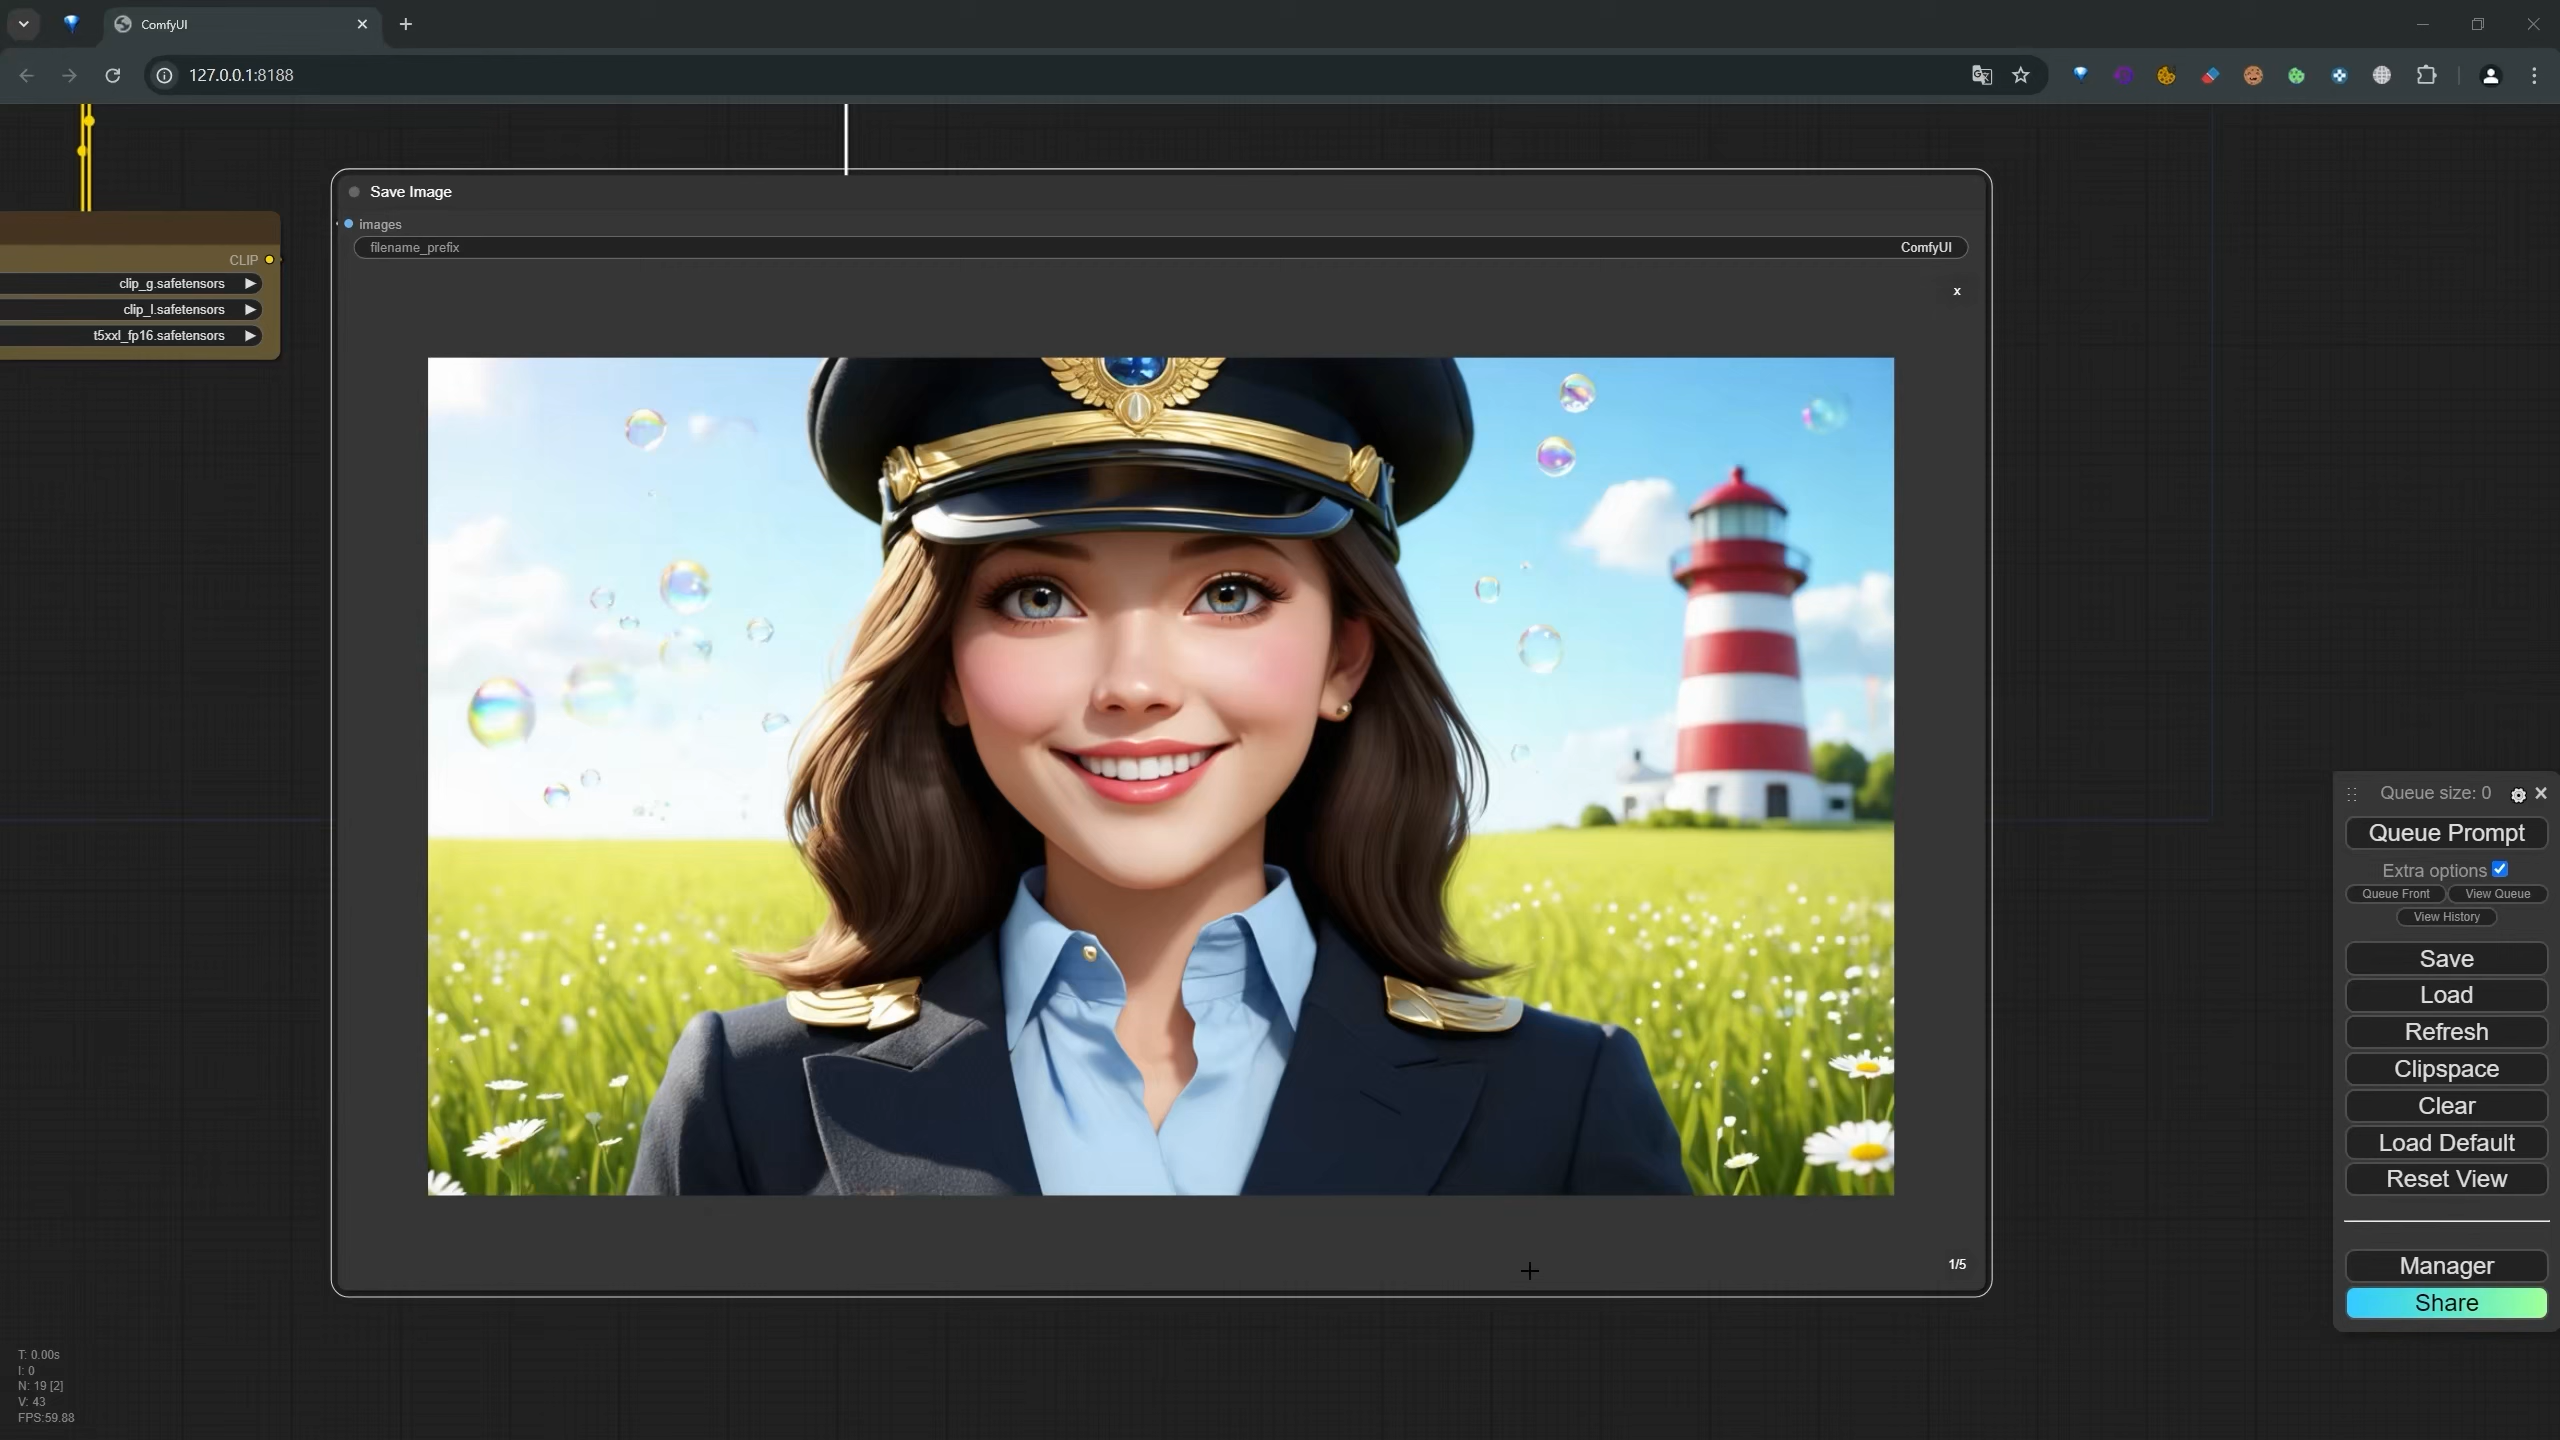 ComfyUI
127.0.0.1:8188
Save Image
images
filename_prefix ComfyUI
x
CLIP
clip_g.safetensors
clip_l.safetensors
t5xxl_fp16.safetensors
1/5
Queue size: 0
Queue Prompt
Extra options
Queue Front View Queue
View History
Save
Load
Refresh
Clipspace
Clear
Load Default
Reset View
Manager
Share
T: 0.00s
I: 0
N: 19 [2]
V: 43
FPS:59.88